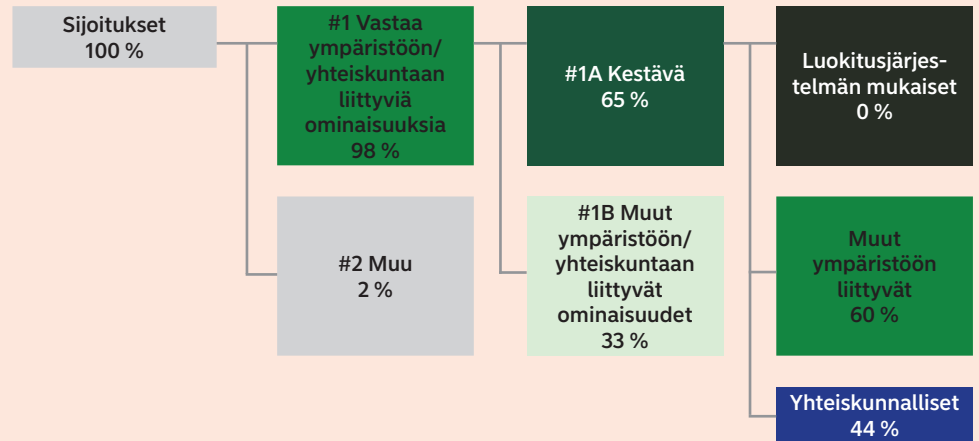 Sijoitukset
100 %
#1 Vastaa
ympäristöön/
yhteiskuntaan
liittyviä
ominaisuuksia
98 %
#2 Muu
2 %
#1A Kestävä
65 %
#1B Muut
ympäristöön/
yhteiskuntaan
liittyvät
ominaisuudet
33 %
Luokitusjärjes-
telmän mukaiset
0 %
Muut
ympäristöön
liittyvät
60 %
Yhteiskunnalliset
44 %